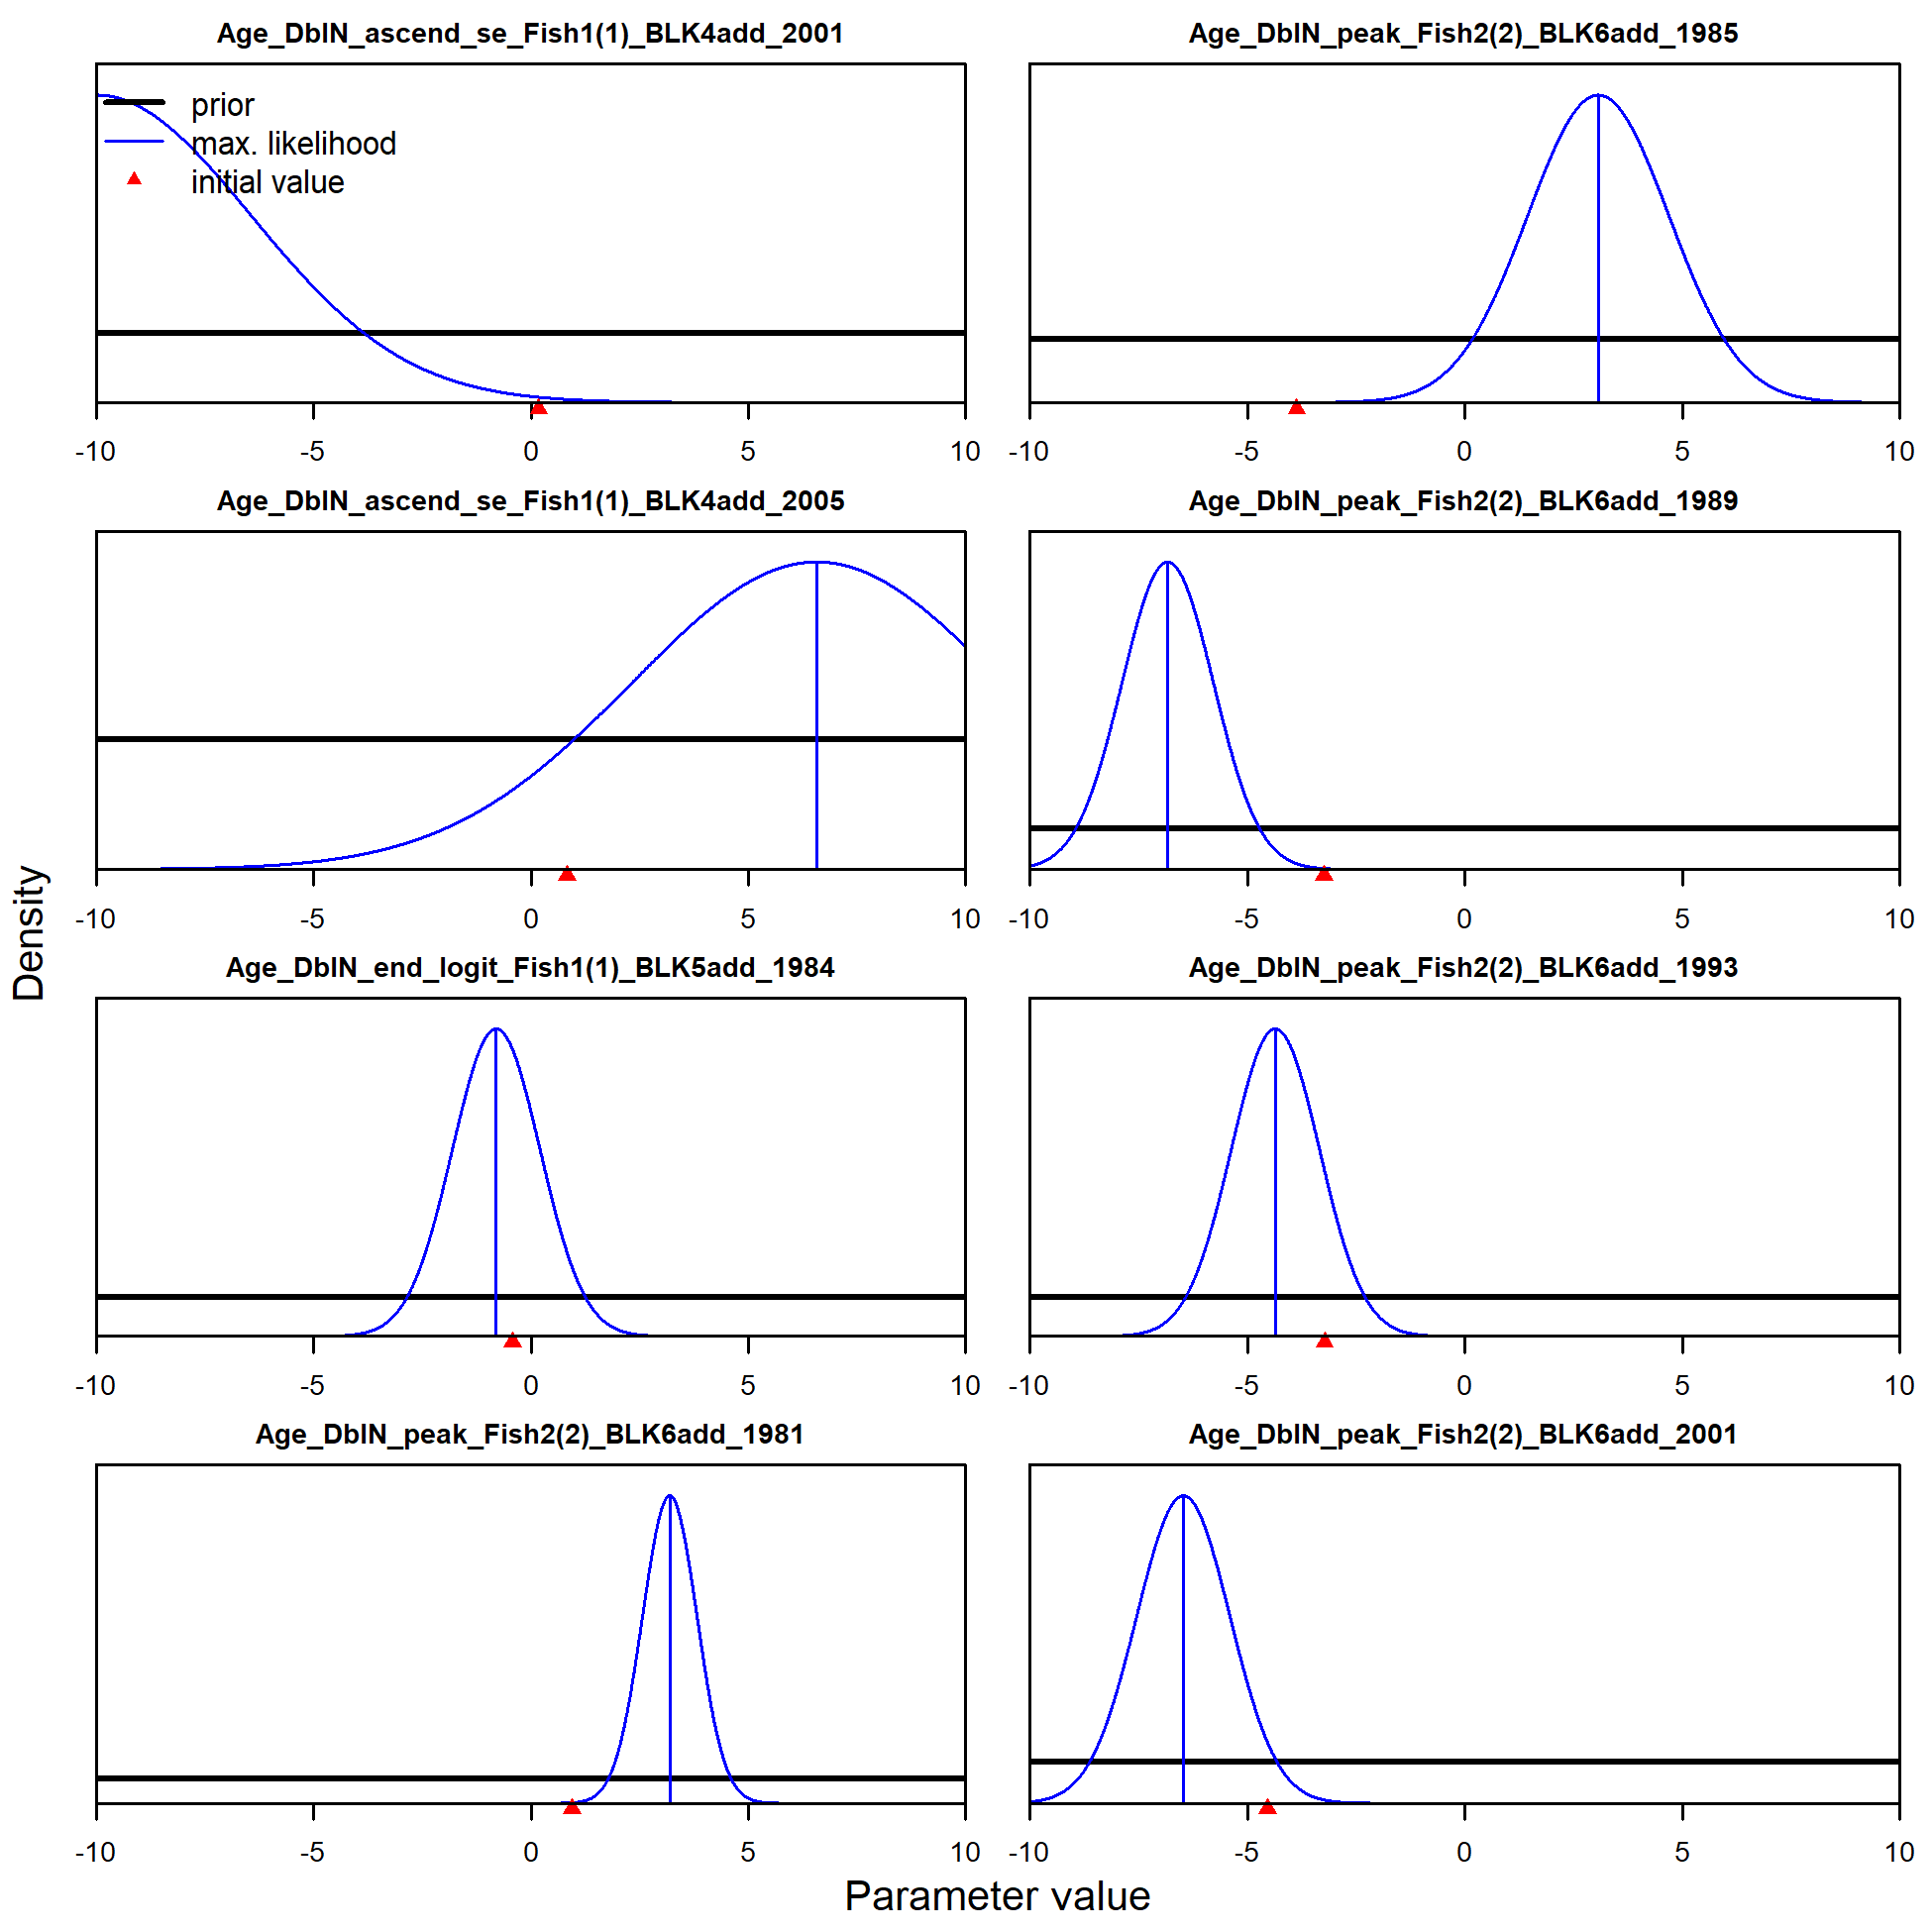 Age_DblN_ascend_se_Fish1(1)_BLK4add_2001
prior
max. likelihood
initial value
-10 -5 0 5 10
Age_DblN_peak_Fish2(2)_BLK6add_1985
-10 -5 0 5 10
Age_DblN_ascend_se_Fish1(1)_BLK4add_2005
-10 -5 0 5 10
Age_DblN_peak_Fish2(2)_BLK6add_1989
-10 -5 0 5 10
Age_DblN_end_logit_Fish1(1)_BLK5add_1984
-10 -5 0 5 10
Age_DblN_peak_Fish2(2)_BLK6add_1993
-10 -5 0 5 10
Age_DblN_peak_Fish2(2)_BLK6add_1981
-10 -5 0 5 10
Age_DblN_peak_Fish2(2)_BLK6add_2001
-10 -5 0 5 10
Density
Parameter value